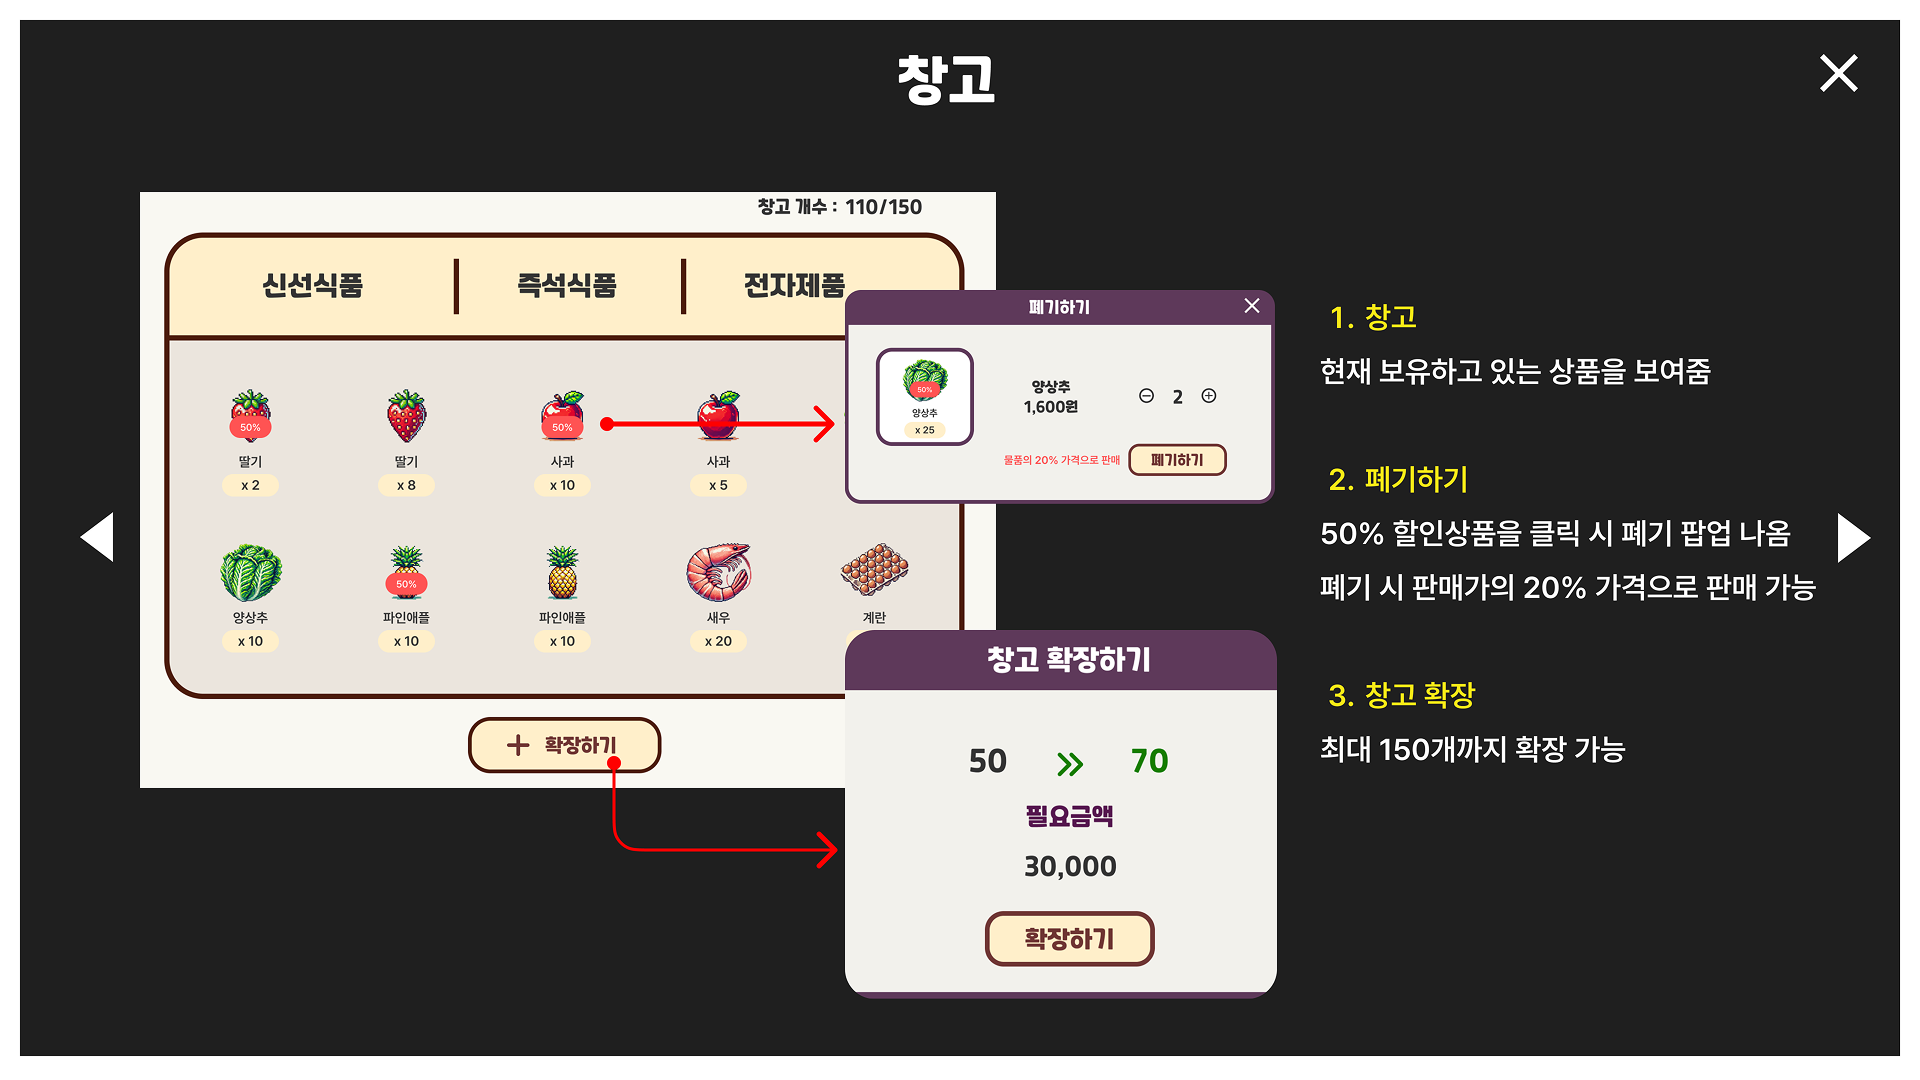 창고
창고 개수 : 110/150
신선식품
즉석식품
전자제품
50%
50%
딸기
딸기
사과
사과
x 2
x 8
x 10
x 5
50%
양상추
파인애플
파인애플
새우
계란
x 10
x 10
x 10
x 20
확장하기
폐기하기
50%
양상추
x 25
양상추
1,600원
2
물품의 20% 가격으로 판매
폐기하기
창고 확장하기
50
70
필요금액
30,000
확장하기
1. 창고
현재 보유하고 있는 상품을 보여줌
2. 폐기하기
50% 할인상품을 클릭 시 폐기 팝업 나옴
폐기 시 판매가의 20% 가격으로 판매 가능
3. 창고 확장
최대 150개까지 확장 가능